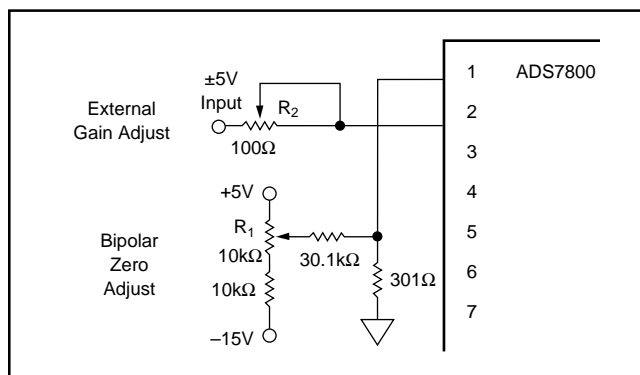 ±5V
Input
External
Gain Adjust
R2
100Ω
1 ADS7800
2
3
4
5
6
7
+5V
R1
10kΩ
30.1kΩ
Bipolar
Zero
Adjust
10kΩ
301Ω
–15V